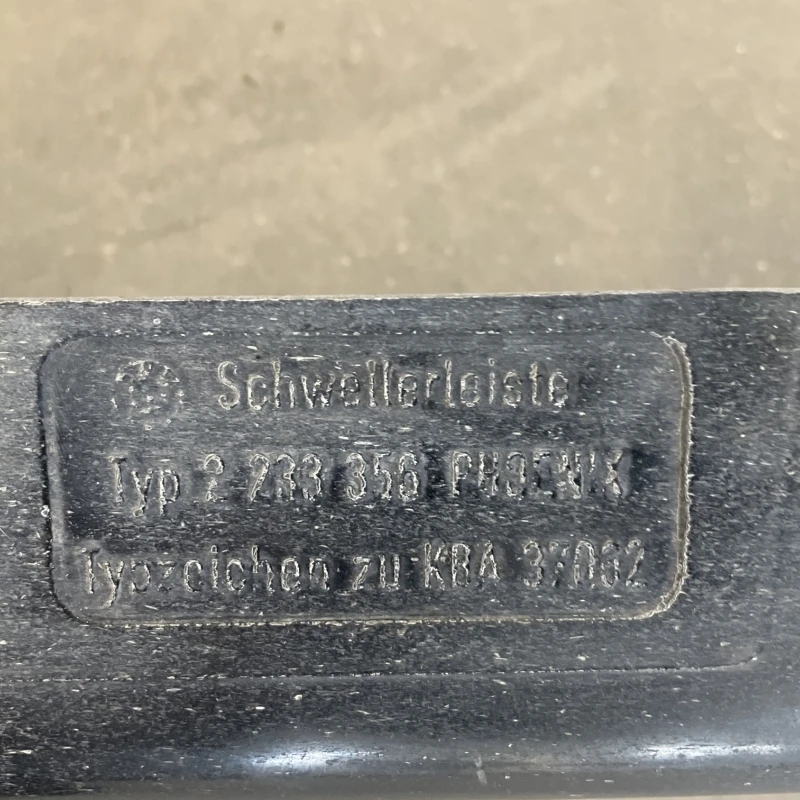 Schwellerleiste
Typ 2 233 356 PHOENIX
Typzeichen zu KBA 37062